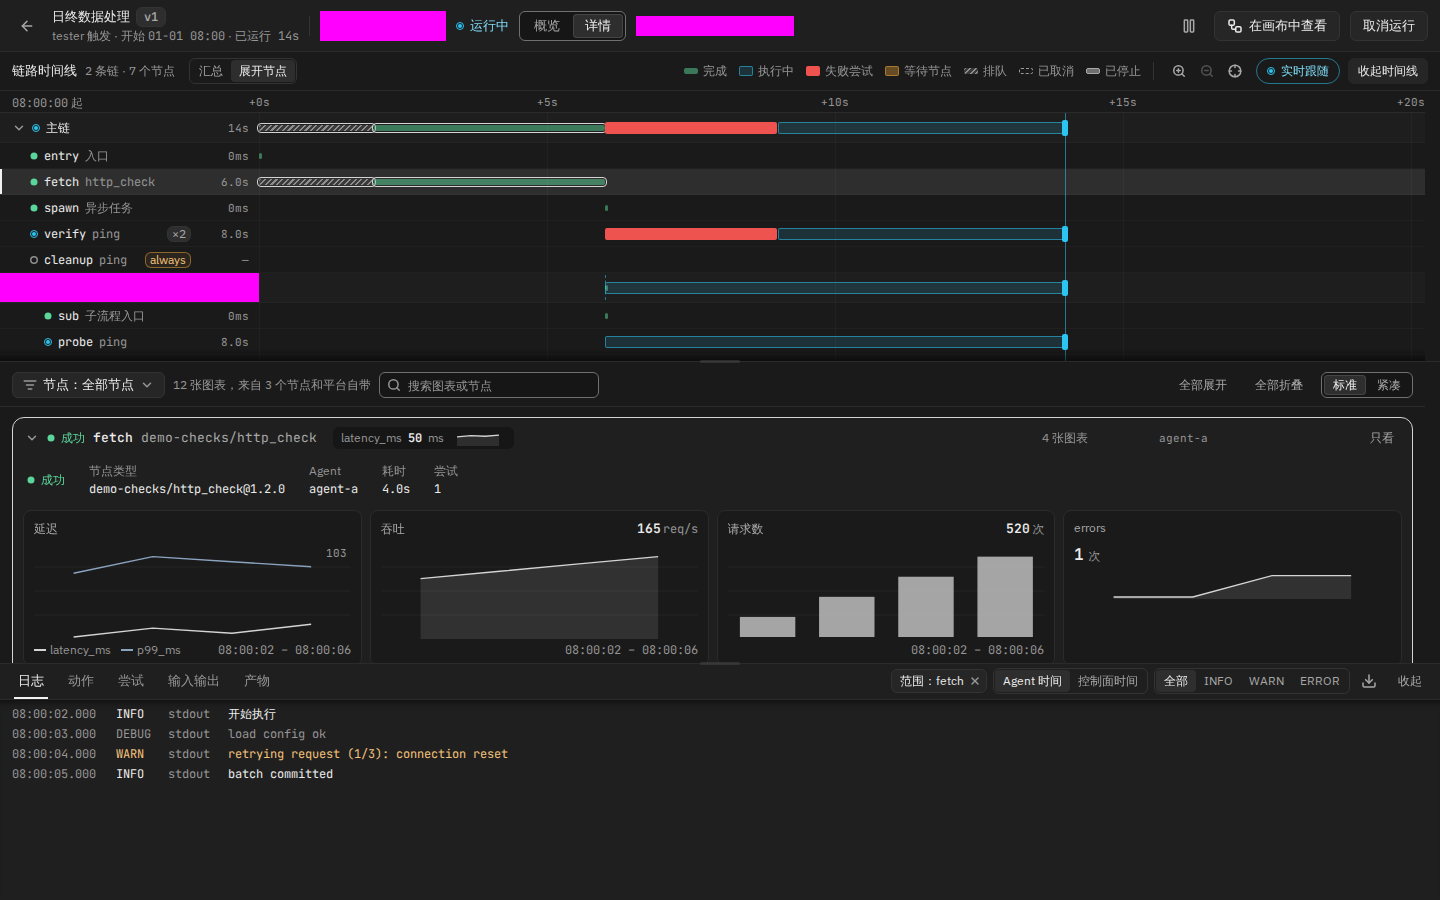 日终数据处理 v1
tester 触发 · 开始 01-01 08:00 · 已运行 14s
运行中
概览 详情
在画布中查看 取消运行
链路时间线 2 条链 · 7 个节点 汇总 展开节点
完成 执行中 失败尝试 等待节点 排队 已取消 已停止
实时跟随 收起时间线
08:00:00 起 +0s +5s +10s +15s +20s
主链 14s
entry 入口 0ms
fetch http_check 6.0s
spawn 异步任务 0ms
verify ping ×2 8.0s
cleanup ping always —
sub 子流程入口 0ms
probe ping 8.0s
节点：全部节点 12 张图表，来自 3 个节点和平台自带 搜索图表或节点
全部展开 全部折叠 标准 紧凑
成功 fetch demo-checks/http_check latency_ms 50 ms 4 张图表 agent-a 只看
成功
节点类型 Agent 耗时 尝试
demo-checks/http_check@1.2.0 agent-a 4.0s 1
延迟
103
latency_ms p99_ms 08:00:02 – 08:00:06
吞吐 165 req/s
08:00:02 – 08:00:06
请求数 520 次
08:00:02 – 08:00:06
errors
1 次
日志 动作 尝试 输入输出 产物
范围：fetch ✕ Agent 时间 控制面时间 全部 INFO WARN ERROR 收起
08:00:02.000 INFO stdout 开始执行
08:00:03.000 DEBUG stdout load config ok
08:00:04.000 WARN stdout retrying request (1/3): connection reset
08:00:05.000 INFO stdout batch committed